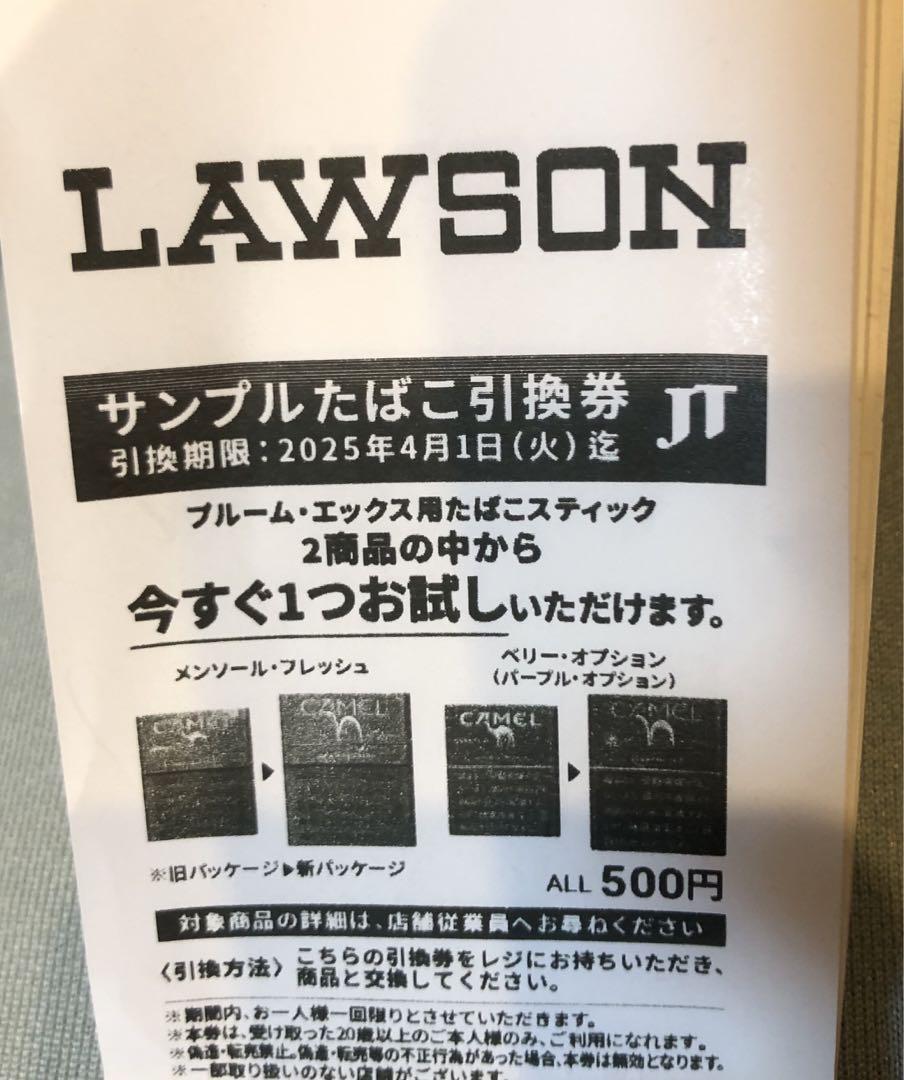 LAWSON
サンプルたばこ引換券
JT
引換期限：2025年4月1日（火）迄
プルーム・エックス用たばこスティック
2商品の中から
今すぐ1つお試しいただけます。
メンソール・フレッシュ
ベリー・オプション
（パープル・オプション）
CAMEL
CAMEL
CAMEL
CAMEL
※旧パッケージ▶新パッケージ
ALL 500円
対象商品の詳細は、店舗従業員へお尋ねください
〈引換方法〉こちらの引換券をレジにお持ちいただき、
商品と交換してください。
※期間内、お一人様一回限りとさせていただきます。
※本券は、受け取った20歳以上のご本人様のみ、ご利用になれます。
※偽造・転売禁止。偽造・転売等の不正行為があった場合、本券は無効となります。
※一部取り扱いのない店舗がございます。